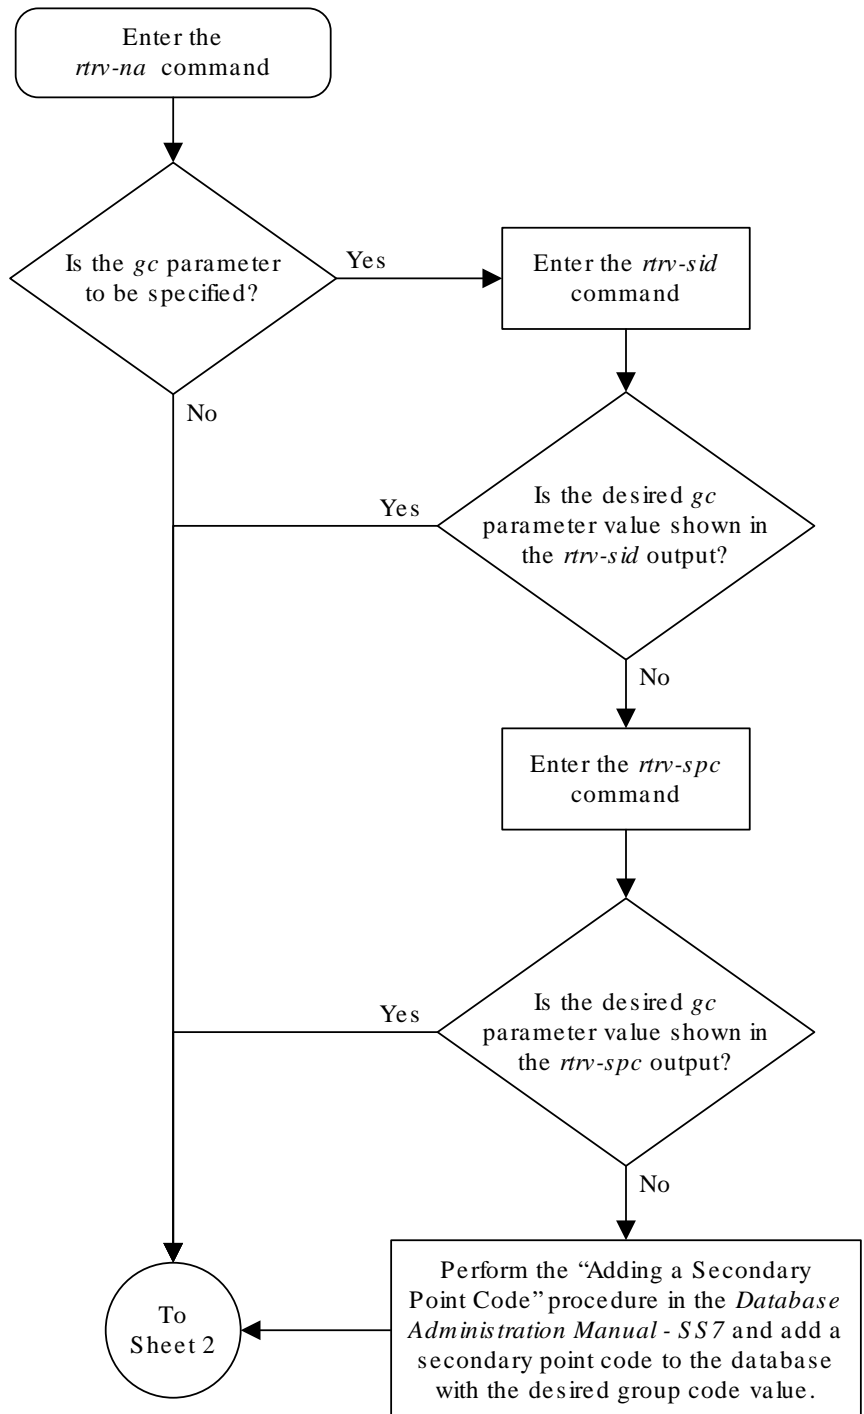 Enter the
rtrv-na command
Is the gc parameter
to be specified?
Yes
Enter the rtrv-sid
command
No
Yes
Is the desired gc
parameter value shown in
the rtrv-sid output?
No
Enter the rtrv-spc
command
Yes
Is the desired gc
parameter value shown in
the rtrv-spc output?
No
To
Sheet 2
Perform the “Adding a Secondary
Point Code” procedure in the Database
Administration Manual - SS7 and add a
secondary point code to the database
with the desired group code value.